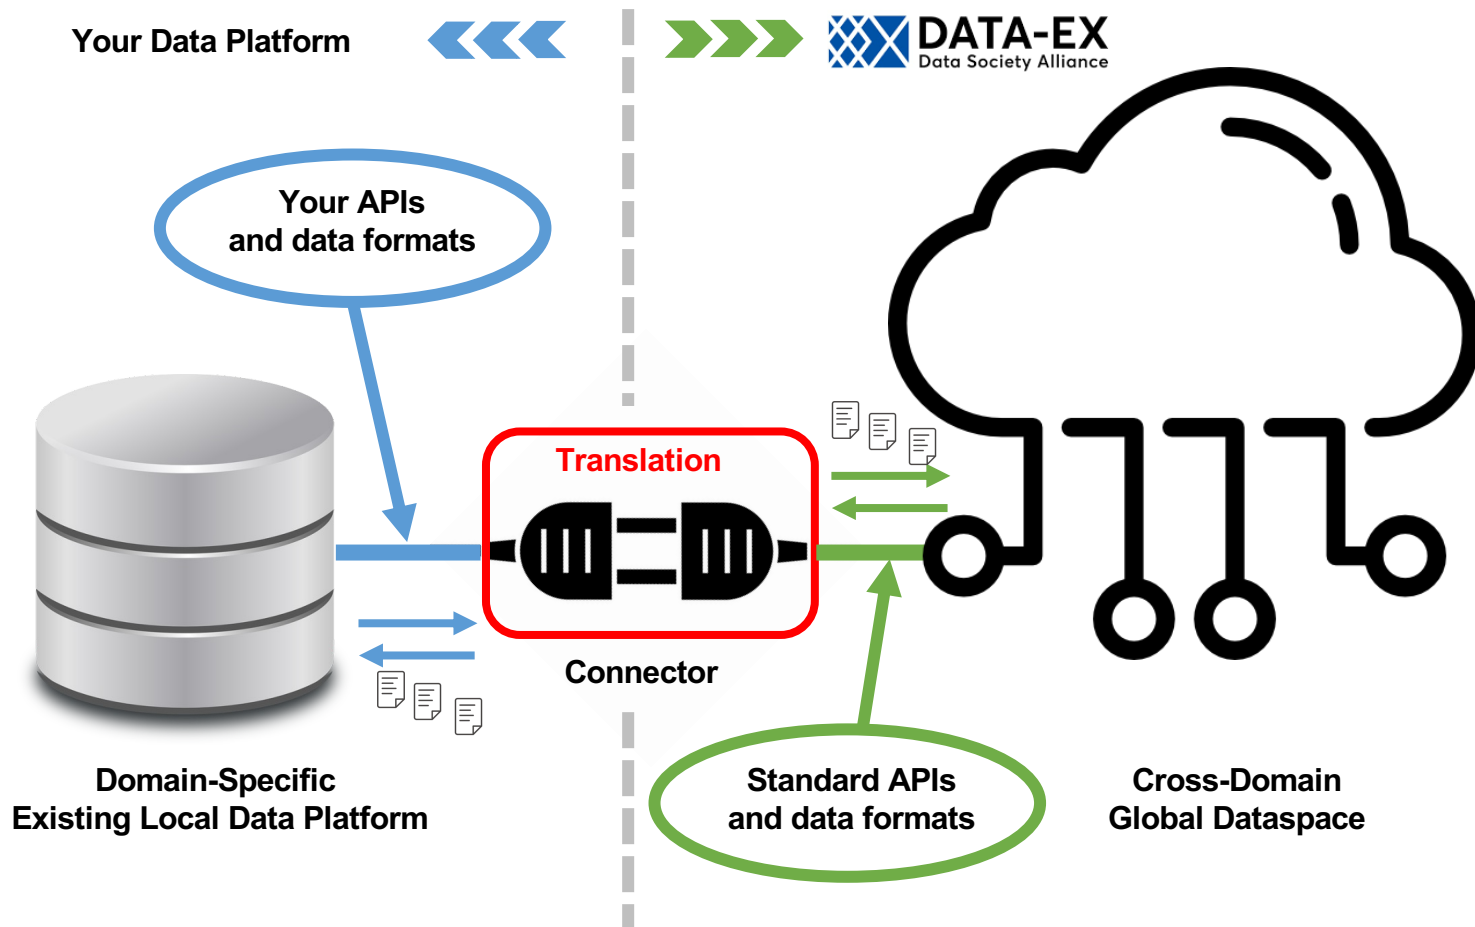 Your Data Platform
DATA-EX
Data Society Alliance
Your APIs
and data formats
Translation
Connector
Domain-Specific
Existing Local Data Platform
Standard APIs
and data formats
Cross-Domain
Global Dataspace